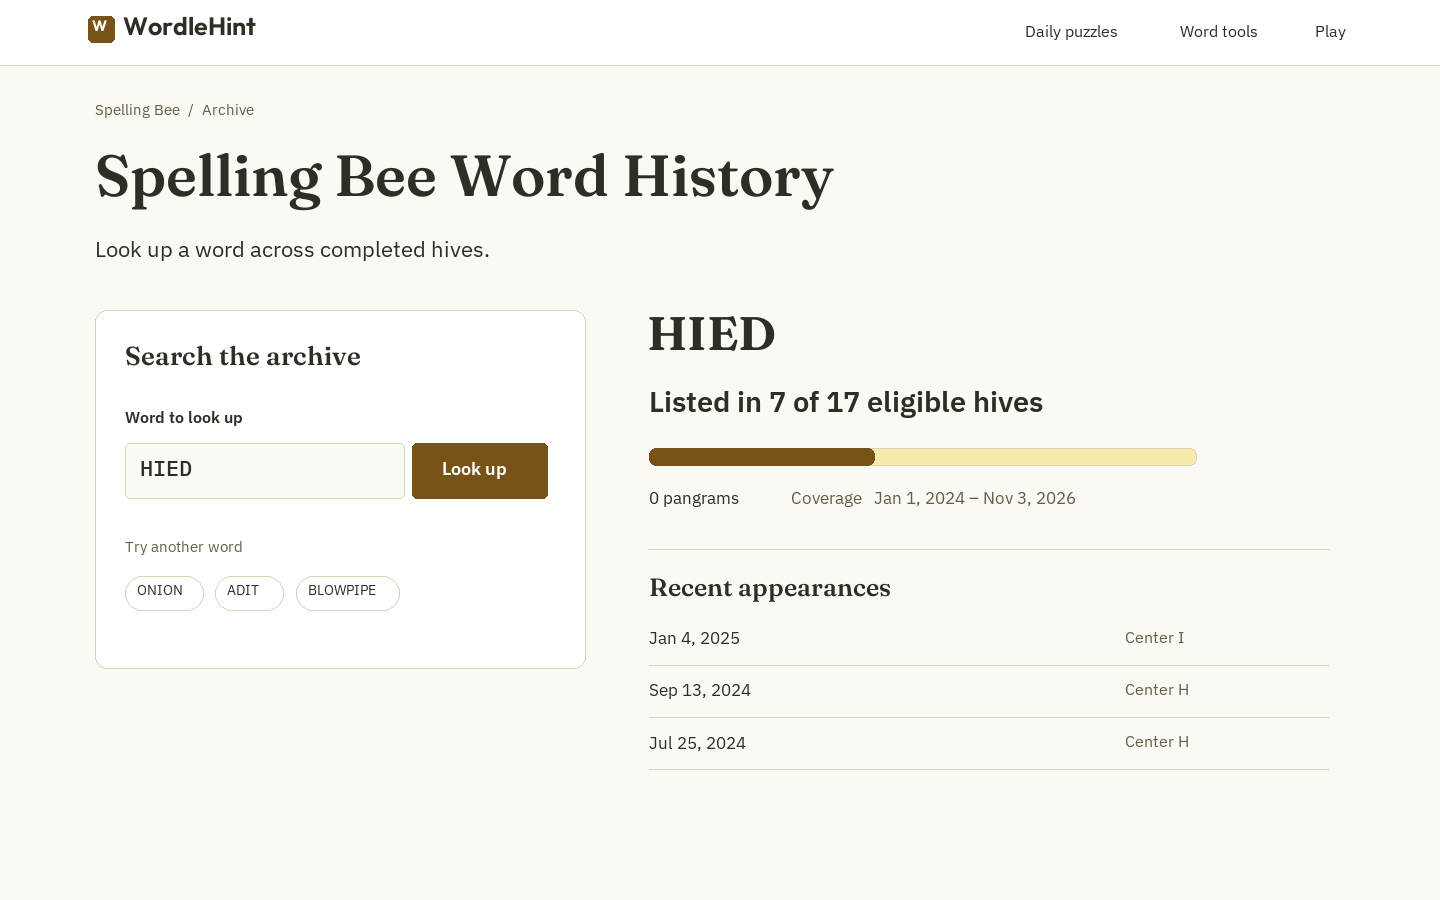 W WordleHint
Daily puzzles Word tools Play
Spelling Bee / Archive
Spelling Bee Word History
Look up a word across completed hives.
Search the archive
Word to look up
HIED Look up
Try another word
ONION ADIT BLOWPIPE
HIED
Listed in 7 of 17 eligible hives
0 pangrams Coverage Jan 1, 2024 – Nov 3, 2026
Recent appearances
Jan 4, 2025 Center I
Sep 13, 2024 Center H
Jul 25, 2024 Center H